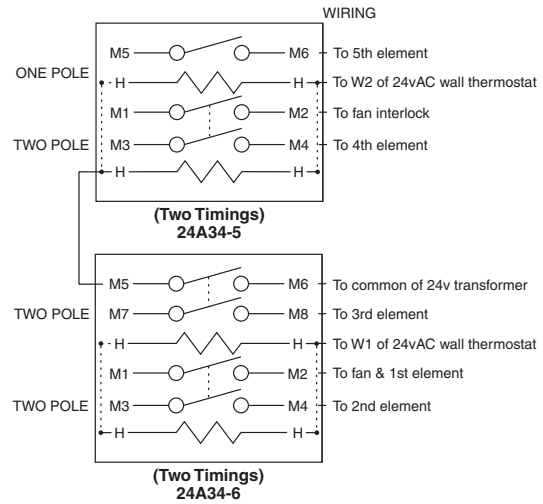 WIRING
M5 M6 To 5th element
ONE POLE H H To W2 of 24vAC wall thermostat
M1 M2 To fan interlock
TWO POLE M3 M4 To 4th element
H H
(Two Timings)
24A34-5
M5 M6 To common of 24v transformer
TWO POLE M7 M8 To 3rd element
H H To W1 of 24vAC wall thermostat
M1 M2 To fan & 1st element
TWO POLE M3 M4 To 2nd element
H H
(Two Timings)
24A34-6